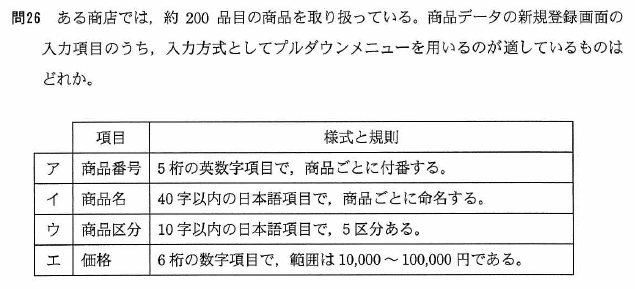 問26 ある商店では，約 200 品目の商品を取り扱っている。商品データの新規登録画面の
入力項目のうち，入力方式としてプルダウンメニューを用いるのが適しているものは
どれか。
項目 様式と規則
ア 商品番号 5 桁の英数字項目で，商品ごとに付番する。
イ 商品名 40 字以内の日本語項目で，商品ごとに命名する。
ウ 商品区分 10 字以内の日本語項目で，5 区分ある。
エ 価格 6 桁の数字項目で，範囲は 10,000 ～ 100,000 円である。